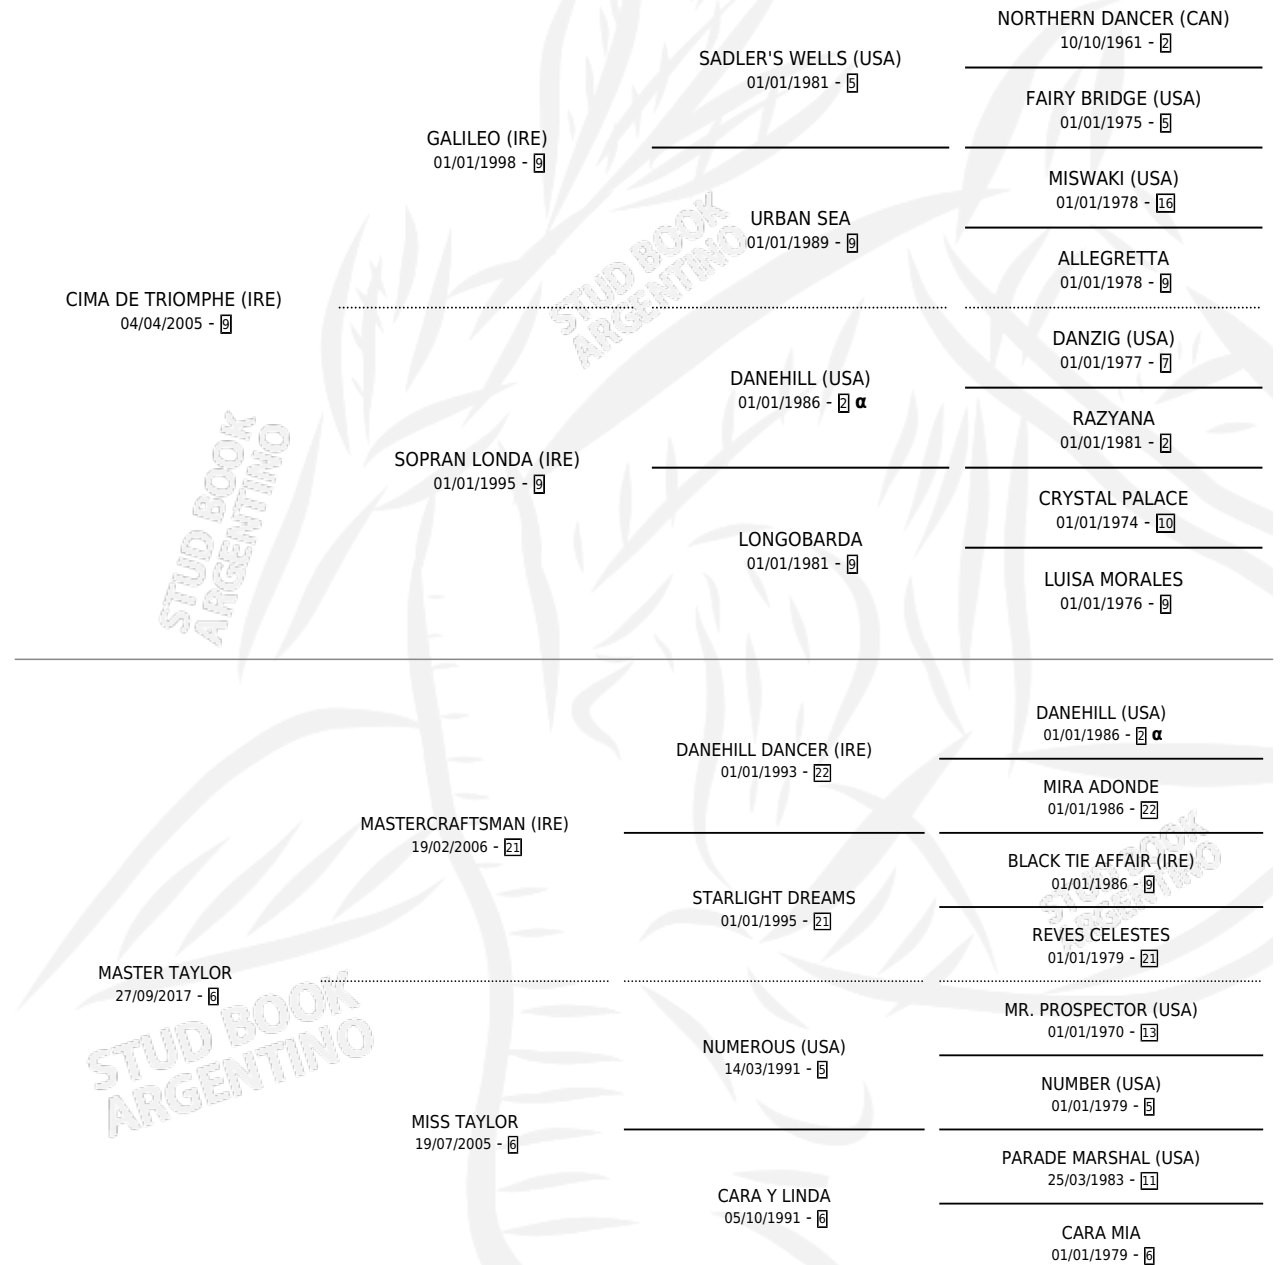 NORTHERN DANCER (CAN)
10/10/1961 - 2
SADLER'S WELLS (USA)
01/01/1981 - 5
FAIRY BRIDGE (USA)
01/01/1975 - 5
GALILEO (IRE)
01/01/1998 - 9
MISWAKI (USA)
01/01/1978 - 16
URBAN SEA
01/01/1989 - 9
ALLEGRETTA
01/01/1978 - 9
CIMA DE TRIOMPHE (IRE)
04/04/2005 - 9
DANZIG (USA)
01/01/1977 - 7
DANEHILL (USA)
01/01/1986 - 2 α
RAZYANA
01/01/1981 - 2
SOPRAN LONDA (IRE)
01/01/1995 - 9
CRYSTAL PALACE
01/01/1974 - 10
LONGOBARDA
01/01/1981 - 9
LUISA MORALES
01/01/1976 - 9
DANEHILL (USA)
01/01/1986 - 2 α
DANEHILL DANCER (IRE)
01/01/1993 - 22
MIRA ADONDE
01/01/1986 - 22
MASTERCRAFTSMAN (IRE)
19/02/2006 - 21
BLACK TIE AFFAIR (IRE)
01/01/1986 - 9
STARLIGHT DREAMS
01/01/1995 - 21
REVES CELESTES
01/01/1979 - 21
MASTER TAYLOR
27/09/2017 - 6
MR. PROSPECTOR (USA)
01/01/1970 - 13
NUMEROUS (USA)
14/03/1991 - 5
NUMBER (USA)
01/01/1979 - 5
MISS TAYLOR
19/07/2005 - 6
PARADE MARSHAL (USA)
25/03/1983 - 11
CARA Y LINDA
05/10/1991 - 6
CARA MIA
01/01/1979 - 6
STUD BOOK
ARGENTINO
STUD BOOK
ARGENTINO
STUD BOOK
ARGENTINO
STUD BOOK
ARGENTINO